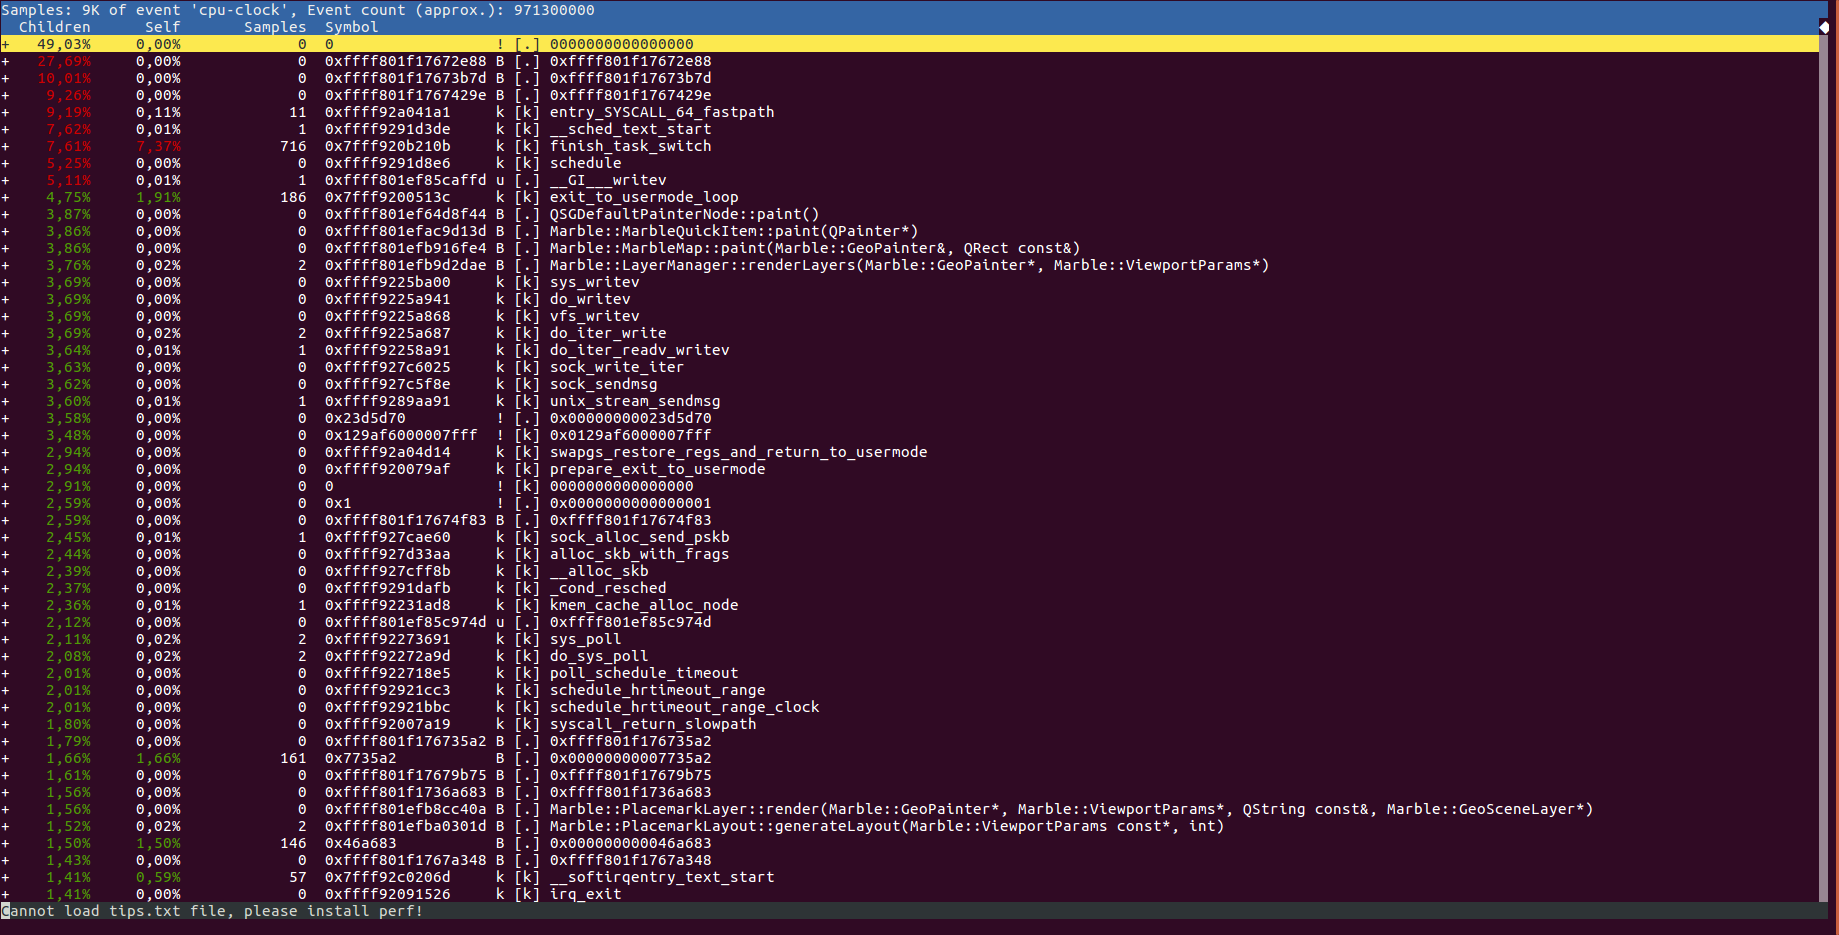 Samples: 9K of event 'cpu-clock', Event count (approx.): 971300000
Children Self Samples Symbol
+ 49,03% 0,00% 0 0 ! [.] 0000000000000000
+ 27,69% 0,00% 0 0xffff801f17672e88 B [.] 0xffff801f17672e88
+ 10,01% 0,00% 0 0xffff801f17673b7d B [.] 0xffff801f17673b7d
+ 9,26% 0,00% 0 0xffff801f1767429e B [.] 0xffff801f1767429e
+ 9,19% 0,11% 11 0xffff92a041a1 k [k] entry_SYSCALL_64_fastpath
+ 7,62% 0,01% 1 0xffff9291d3de k [k] __sched_text_start
+ 7,61% 7,37% 716 0x7fff920b210b k [k] finish_task_switch
+ 5,25% 0,00% 0 0xffff9291d8e6 k [k] schedule
+ 5,11% 0,01% 1 0xffff801ef85caffd u [.] __GI___writev
+ 4,75% 1,91% 186 0x7fff9200513c k [k] exit_to_usermode_loop
+ 3,87% 0,00% 0 0xffff801ef64d8f44 B [.] QSGDefaultPainterNode::paint()
+ 3,86% 0,00% 0 0xffff801efac9d13d B [.] Marble::MarbleQuickItem::paint(QPainter*)
+ 3,86% 0,00% 0 0xffff801efb916fe4 B [.] Marble::MarbleMap::paint(Marble::GeoPainter&, QRect const&)
+ 3,76% 0,02% 2 0xffff801efb9d2dae B [.] Marble::LayerManager::renderLayers(Marble::GeoPainter*, Marble::ViewportParams*)
+ 3,69% 0,00% 0 0xffff9225ba00 k [k] sys_writev
+ 3,69% 0,00% 0 0xffff9225a941 k [k] do_writev
+ 3,69% 0,00% 0 0xffff9225a868 k [k] vfs_writev
+ 3,69% 0,02% 2 0xffff9225a687 k [k] do_iter_write
+ 3,64% 0,01% 1 0xffff92258a91 k [k] do_iter_readv_writev
+ 3,63% 0,00% 0 0xffff927c6025 k [k] sock_write_iter
+ 3,62% 0,00% 0 0xffff927c5f8e k [k] sock_sendmsg
+ 3,60% 0,01% 1 0xffff9289aa91 k [k] unix_stream_sendmsg
+ 3,58% 0,00% 0 0x23d5d70 ! [.] 0x00000000023d5d70
+ 3,48% 0,00% 0 0x129af6000007fff ! [k] 0x0129af6000007fff
+ 2,94% 0,00% 0 0xffff92a04d14 k [k] swapgs_restore_regs_and_return_to_usermode
+ 2,94% 0,00% 0 0xffff920079af k [k] prepare_exit_to_usermode
+ 2,91% 0,00% 0 0 ! [k] 0000000000000000
+ 2,59% 0,00% 0 0x1 ! [.] 0x0000000000000001
+ 2,59% 0,00% 0 0xffff801f17674f83 B [.] 0xffff801f17674f83
+ 2,45% 0,01% 1 0xffff927cae60 k [k] sock_alloc_send_pskb
+ 2,44% 0,00% 0 0xffff927d33aa k [k] alloc_skb_with_frags
+ 2,39% 0,00% 0 0xffff927cff8b k [k] __alloc_skb
+ 2,37% 0,00% 0 0xffff9291dafb k [k] _cond_resched
+ 2,36% 0,01% 1 0xffff92231ad8 k [k] kmem_cache_alloc_node
+ 2,12% 0,00% 0 0xffff801ef85c974d u [.] 0xffff801ef85c974d
+ 2,11% 0,02% 2 0xffff92273691 k [k] sys_poll
+ 2,08% 0,02% 2 0xffff92272a9d k [k] do_sys_poll
+ 2,01% 0,00% 0 0xffff922718e5 k [k] poll_schedule_timeout
+ 2,01% 0,00% 0 0xffff92921cc3 k [k] schedule_hrtimeout_range
+ 2,01% 0,00% 0 0xffff92921bbc k [k] schedule_hrtimeout_range_clock
+ 1,80% 0,00% 0 0xffff92007a19 k [k] syscall_return_slowpath
+ 1,79% 0,00% 0 0xffff801f176735a2 B [.] 0xffff801f176735a2
+ 1,66% 1,66% 161 0x7735a2 B [.] 0x00000000007735a2
+ 1,61% 0,00% 0 0xffff801f17679b75 B [.] 0xffff801f17679b75
+ 1,56% 0,00% 0 0xffff801f1736a683 B [.] 0xffff801f1736a683
+ 1,56% 0,00% 0 0xffff801efb8cc40a B [.] Marble::PlacemarkLayer::render(Marble::GeoPainter*, Marble::ViewportParams*, QString const&, Marble::GeoSceneLayer*)
+ 1,52% 0,02% 2 0xffff801efba0301d B [.] Marble::PlacemarkLayout::generateLayout(Marble::ViewportParams const*, int)
+ 1,50% 1,50% 146 0x46a683 B [.] 0x000000000046a683
+ 1,43% 0,00% 0 0xffff801f1767a348 B [.] 0xffff801f1767a348
+ 1,41% 0,59% 57 0x7fff92c0206d k [k] __softirqentry_text_start
+ 1,41% 0,00% 0 0xffff92091526 k [k] irq_exit
Cannot load tips.txt file, please install perf!